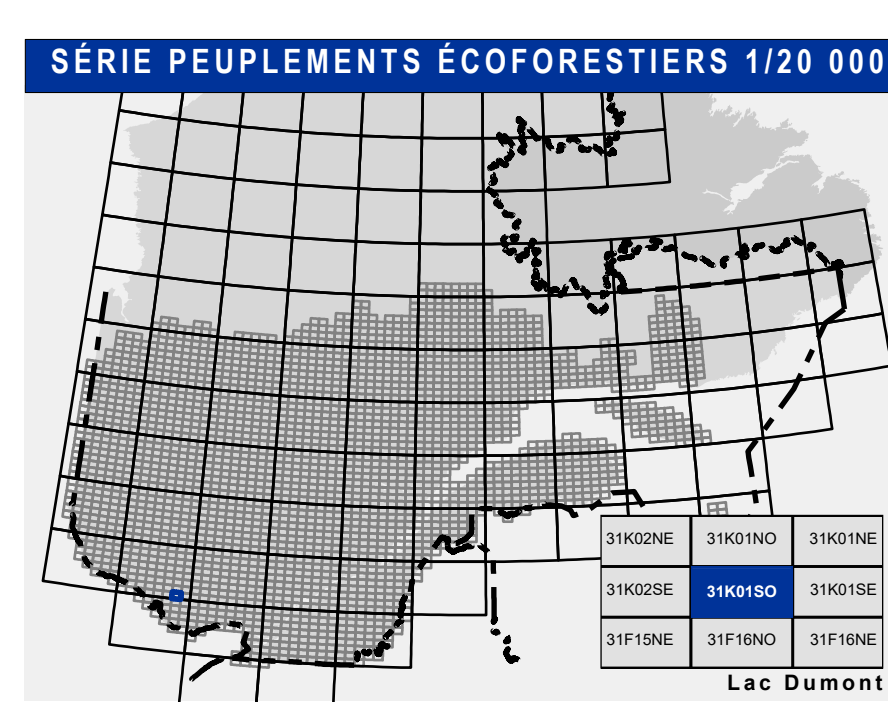 SÉRIE PEUPLEMENTS ÉCOFORESTIERS 1/20 000
31K02NE 31K01NO 31K01NE
31K02SE 31K01SO 31K01SE
31F15NE 31F16NO 31F16NE
Lac Dumont